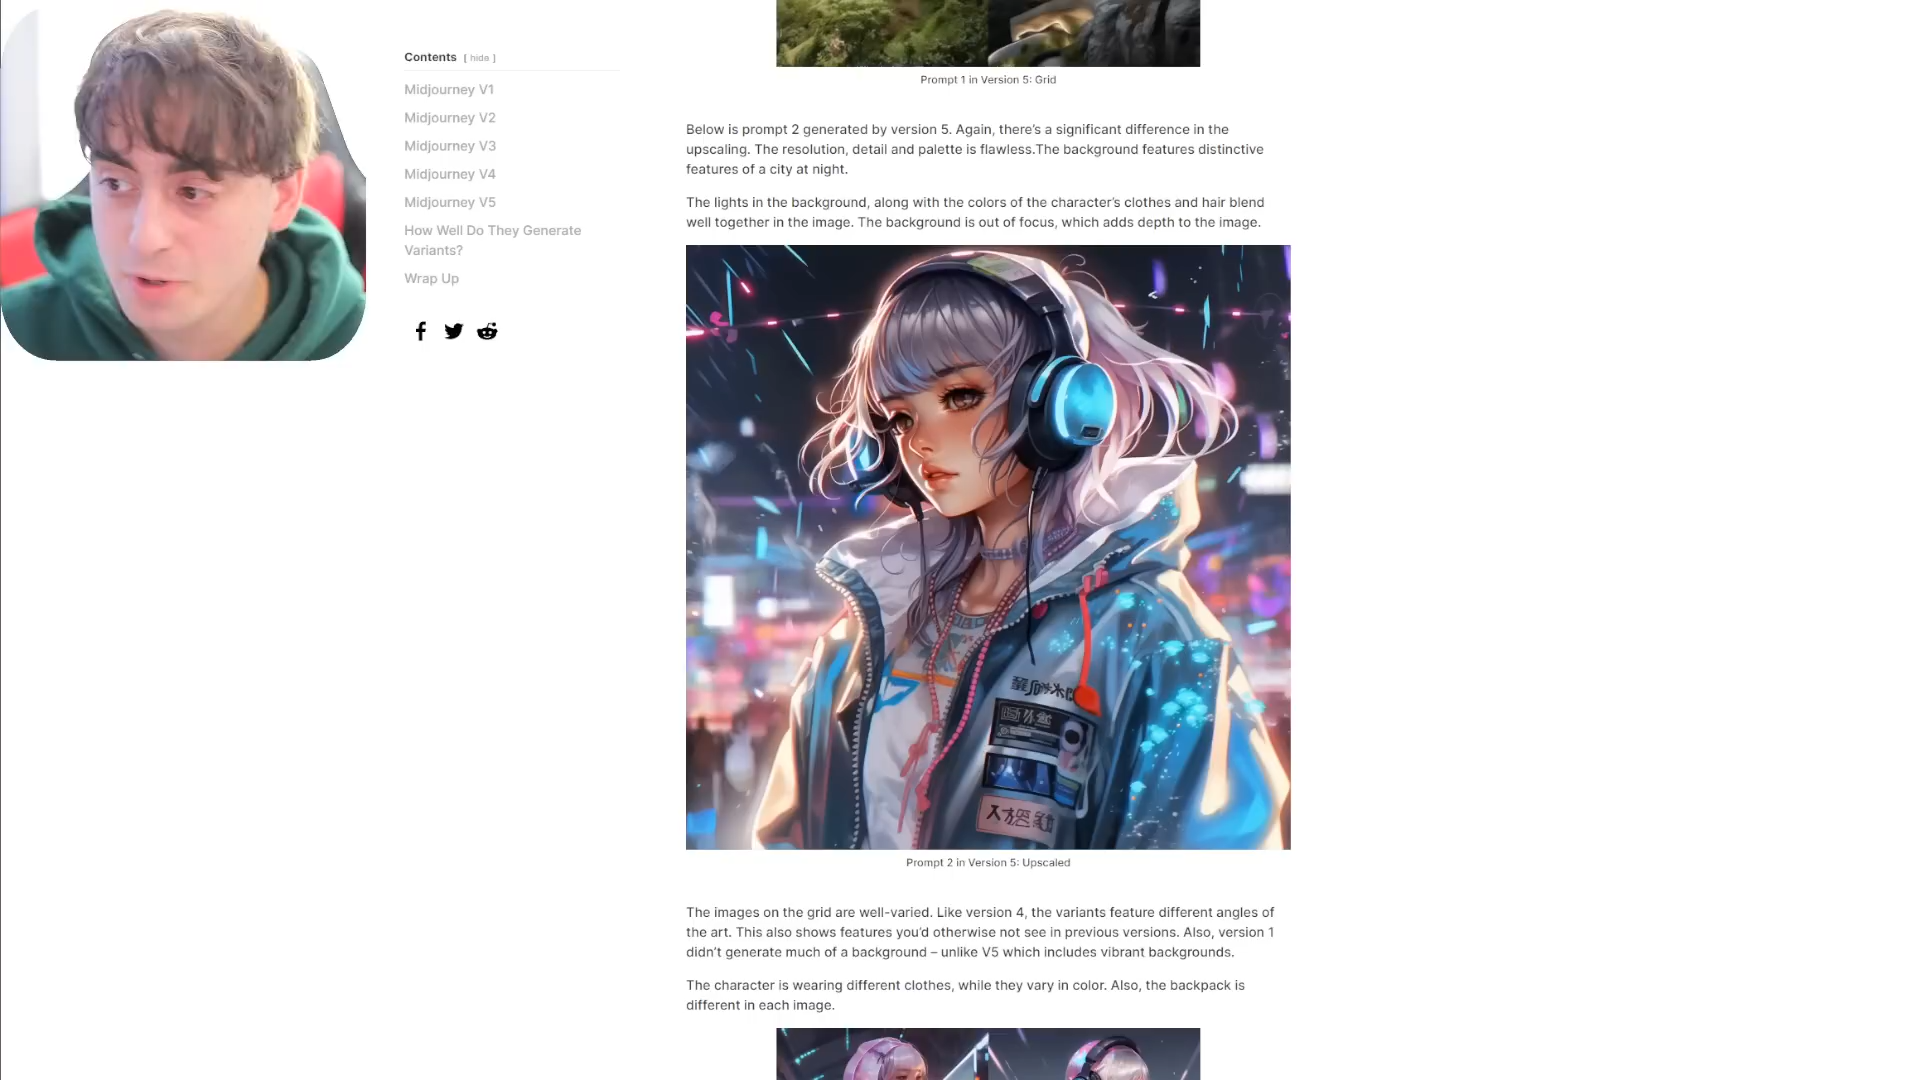 Contents [ hide ]
Midjourney V1
Midjourney V2
Midjourney V3
Midjourney V4
Midjourney V5
How Well Do They Generate
Variants?
Wrap Up
Prompt 1 in Version 5: Grid
Below is prompt 2 generated by version 5. Again, there’s a significant difference in the
upscaling. The resolution, detail and palette is flawless.The background features distinctive
features of a city at night.
The lights in the background, along with the colors of the character’s clothes and hair blend
well together in the image. The background is out of focus, which adds depth to the image.
Prompt 2 in Version 5: Upscaled
The images on the grid are well-varied. Like version 4, the variants feature different angles of
the art. This also shows features you’d otherwise not see in previous versions. Also, version 1
didn’t generate much of a background – unlike V5 which includes vibrant backgrounds.
The character is wearing different clothes, while they vary in color. Also, the backpack is
different in each image.